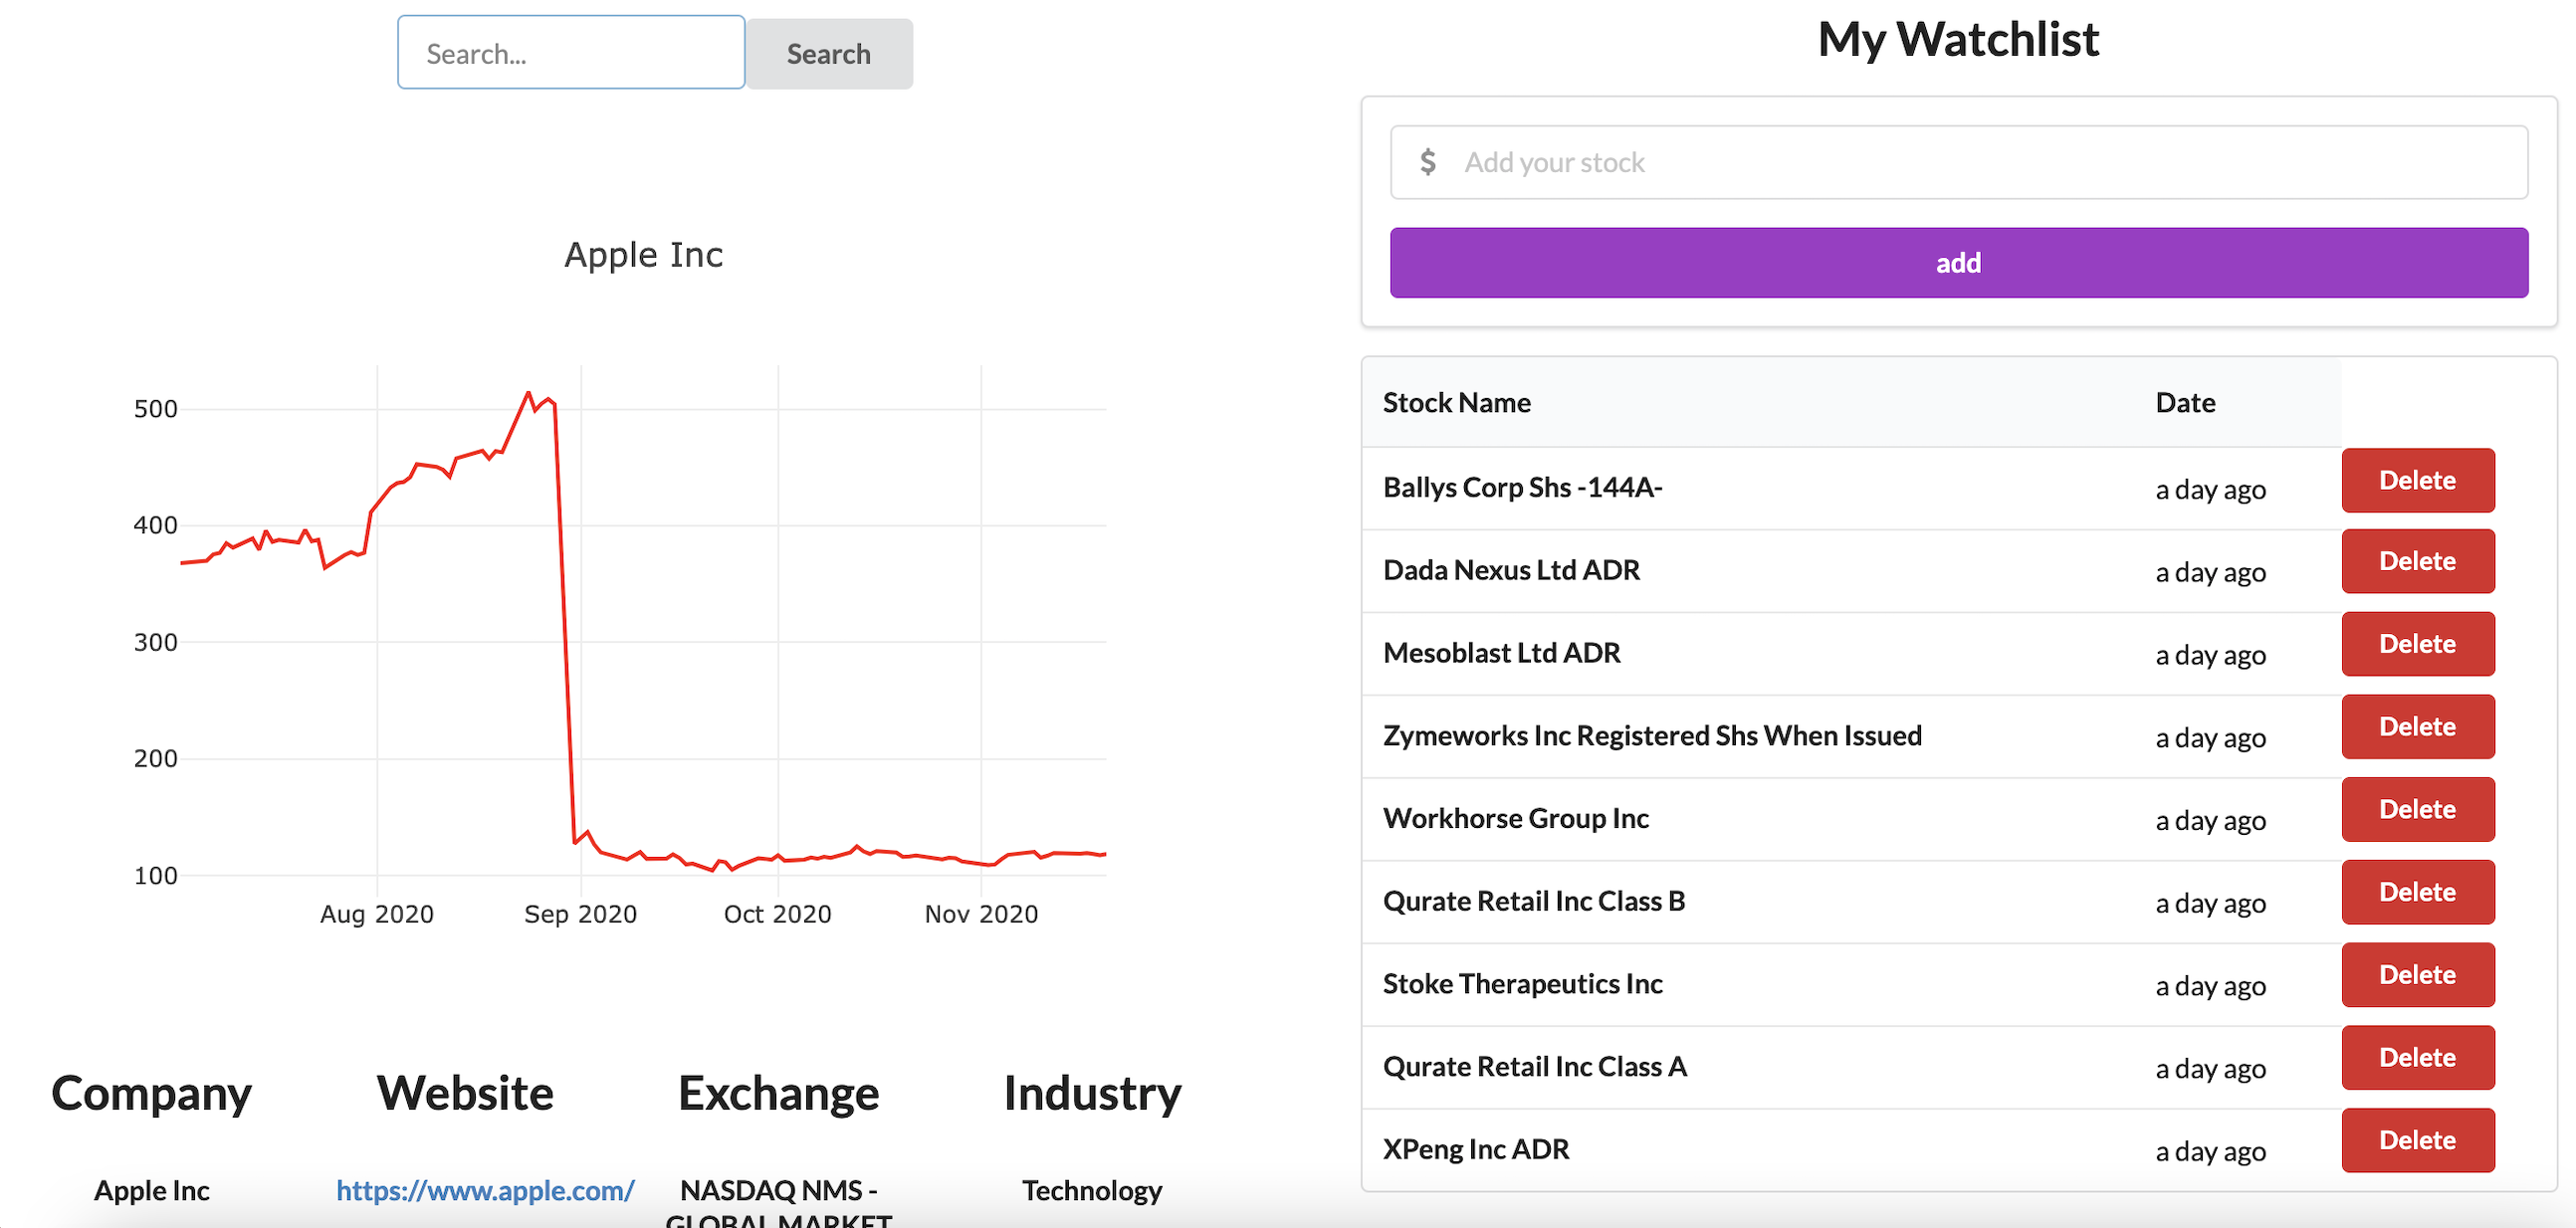 Search...
Search
Apple Inc
500
400
300
200
100
Aug 2020
Sep 2020
Oct 2020
Nov 2020
Company
Website
Exchange
Industry
Apple Inc
https://www.apple.com/
NASDAQ NMS -
GLOBAL MARKET
Technology
My Watchlist
$ Add your stock
add
Stock Name Date
Ballys Corp Shs -144A- a day ago Delete
Dada Nexus Ltd ADR a day ago Delete
Mesoblast Ltd ADR a day ago Delete
Zymeworks Inc Registered Shs When Issued a day ago Delete
Workhorse Group Inc a day ago Delete
Qurate Retail Inc Class B a day ago Delete
Stoke Therapeutics Inc a day ago Delete
Qurate Retail Inc Class A a day ago Delete
XPeng Inc ADR a day ago Delete